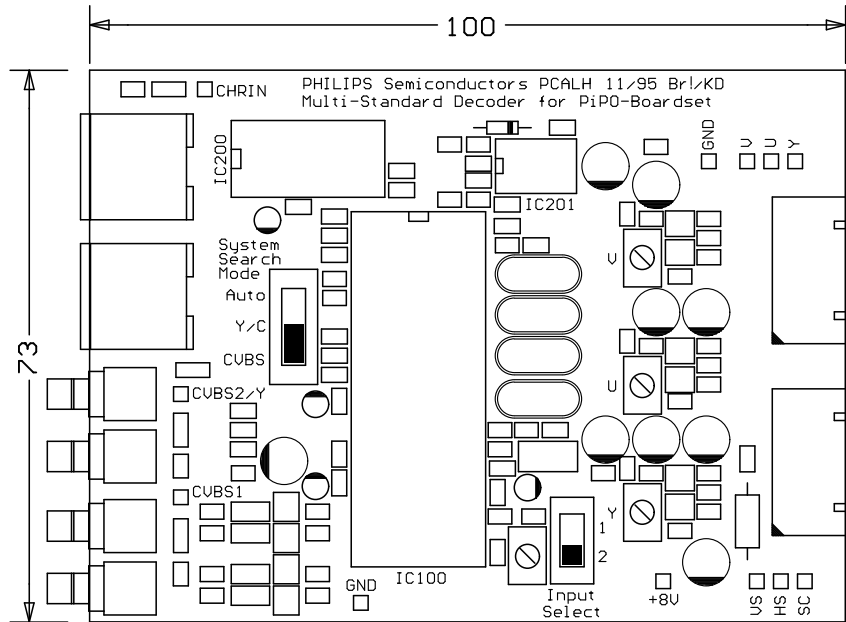 100
PHILIPS Semiconductors PCALH 11/95 Br!/KD
Multi-Standard Decoder for PiPO-Boardset
CHRIN
IC200
IC201
GND
V
U
Y
System
Search
Mode
Auto
Y/C
CVBS
V
73
CVBS2/Y
U
CVBS1
Y
1
2
IC100
GND
Input
Select
+8V
VS
HS
SC